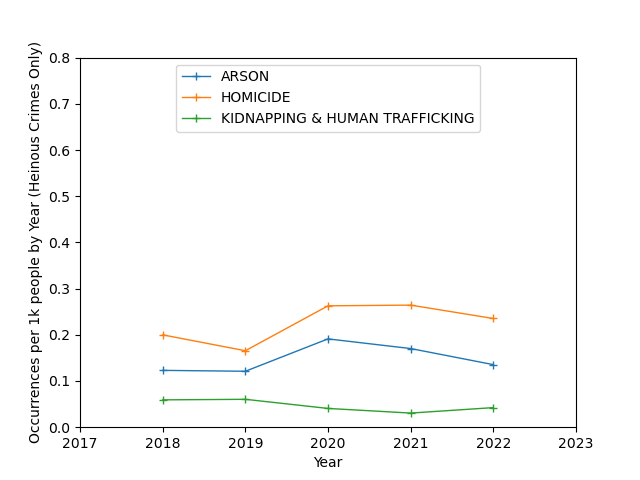 Occurrences per 1k people by Year (Heinous Crimes Only)
0.8
0.7
0.6
0.5
0.4
0.3
0.2
0.1
0.0
ARSON
HOMICIDE
KIDNAPPING & HUMAN TRAFFICKING
2017 2018 2019 2020 2021 2022 2023
Year